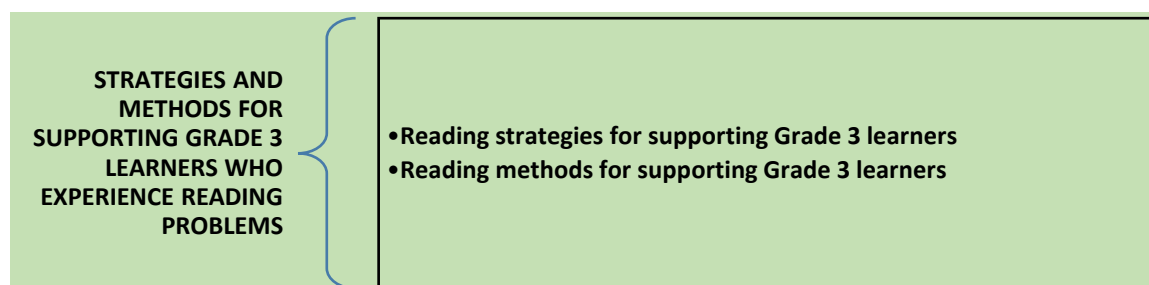 STRATEGIES AND
METHODS FOR
SUPPORTING GRADE 3
LEARNERS WHO
EXPERIENCE READING
PROBLEMS
•Reading strategies for supporting Grade 3 learners
•Reading methods for supporting Grade 3 learners